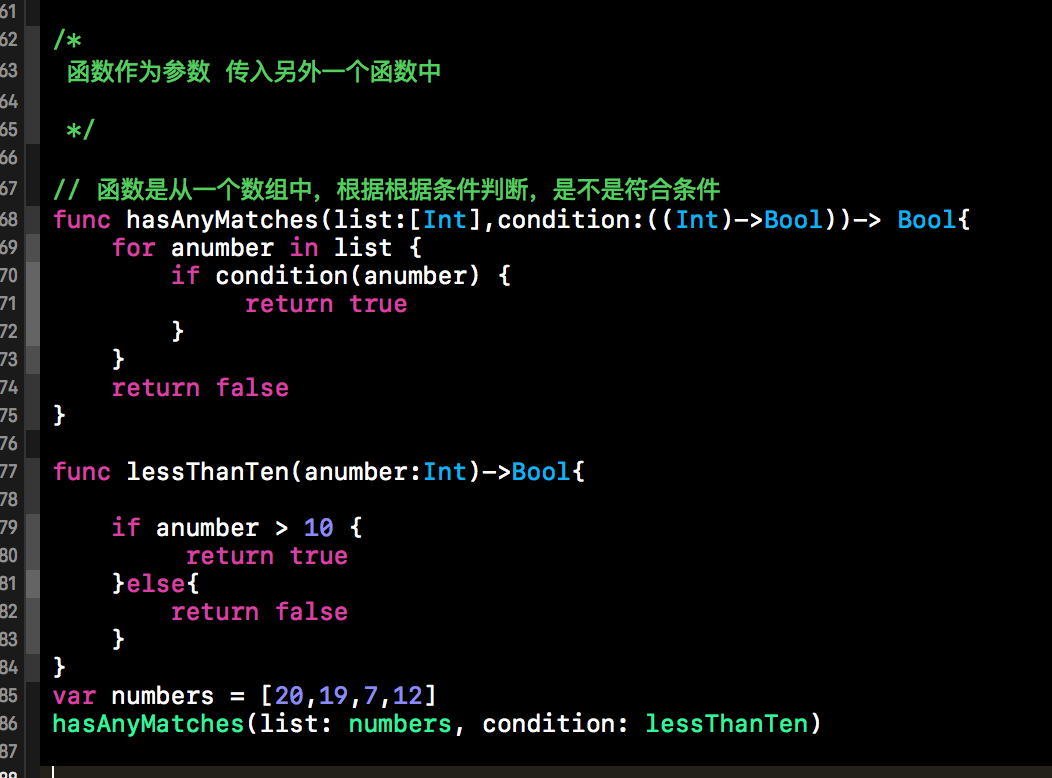 61
62 /*
63 函数作为参数 传入另外一个函数中
64
65 */
66
67 // 函数是从一个数组中，根据根据条件判断，是不是符合条件
68 func hasAnyMatches(list:[Int],condition:((Int)->Bool))-> Bool{
69 for anumber in list {
70 if condition(anumber) {
71 return true
72 }
73 }
74 return false
75 }
76
77 func lessThanTen(anumber:Int)->Bool{
78
79 if anumber > 10 {
80 return true
81 }else{
82 return false
83 }
84 }
85 var numbers = [20,19,7,12]
86 hasAnyMatches(list: numbers, condition: lessThanTen)
87